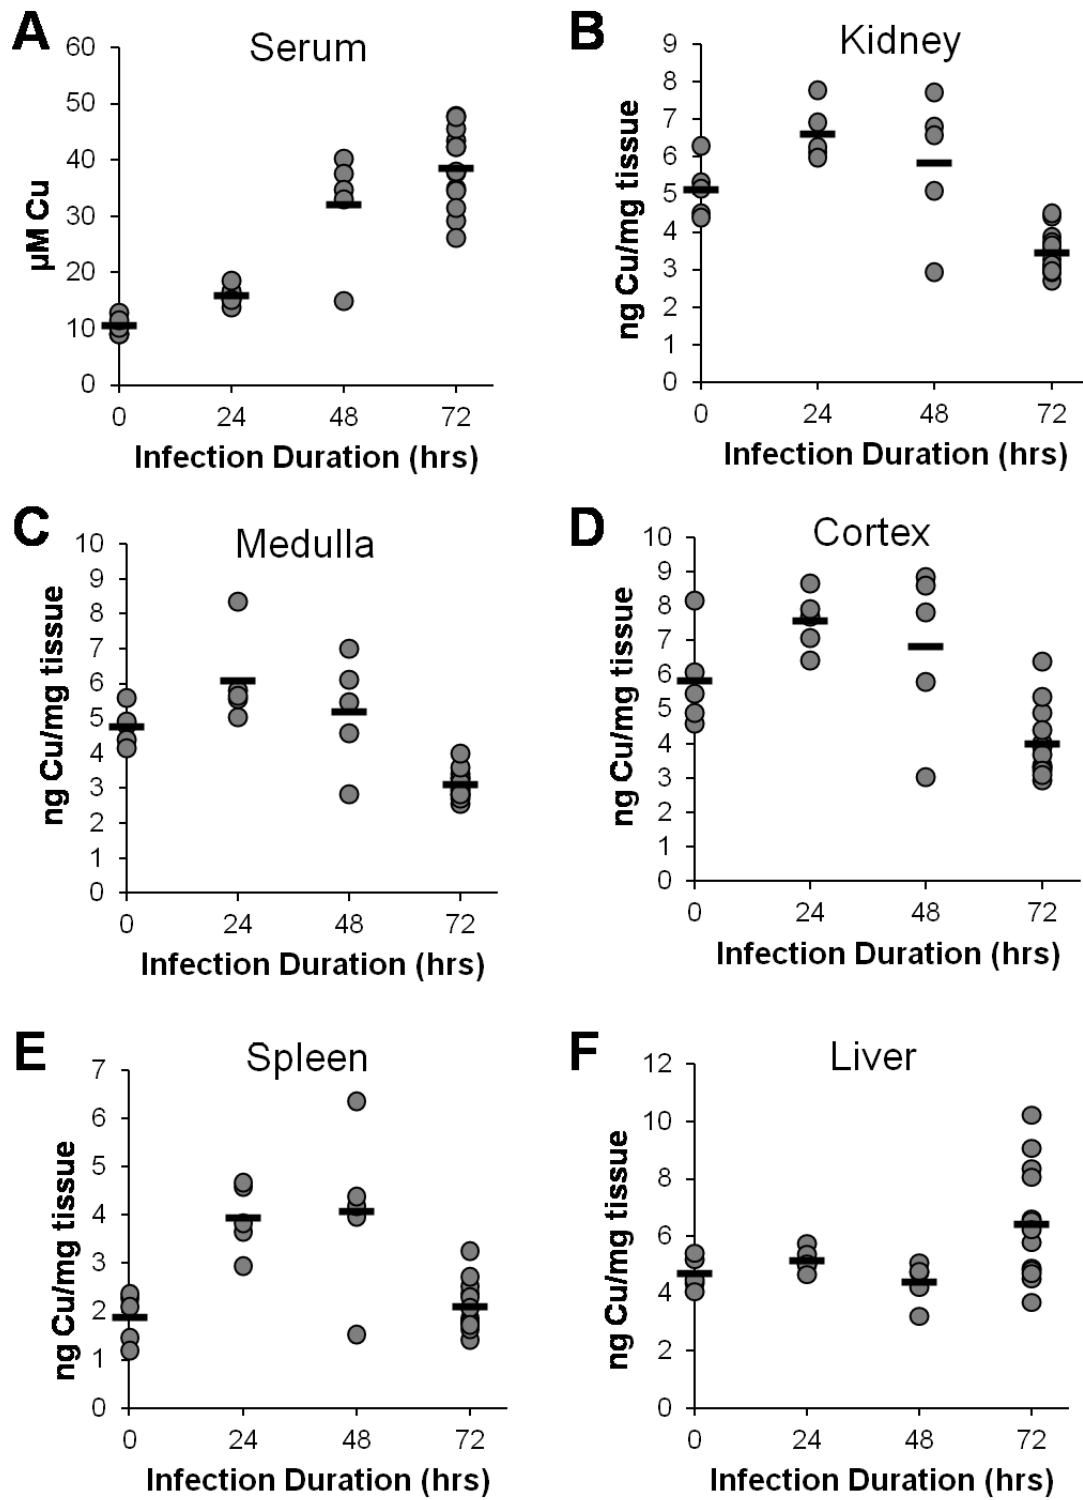 A
Serum
60
50
40
30
20
10
0
µM Cu
0 24 48 72
Infection Duration (hrs)
B
Kidney
9
8
7
6
5
4
3
2
1
0
ng Cu/mg tissue
0 24 48 72
Infection Duration (hrs)
C
Medulla
10
9
8
7
6
5
4
3
2
1
0
ng Cu/mg tissue
0 24 48 72
Infection Duration (hrs)
D
Cortex
10
9
8
7
6
5
4
3
2
1
0
ng Cu/mg tissue
0 24 48 72
Infection Duration (hrs)
E
Spleen
7
6
5
4
3
2
1
0
ng Cu/mg tissue
0 24 48 72
Infection Duration (hrs)
F
Liver
12
10
8
6
4
2
0
ng Cu/mg tissue
0 24 48 72
Infection Duration (hrs)